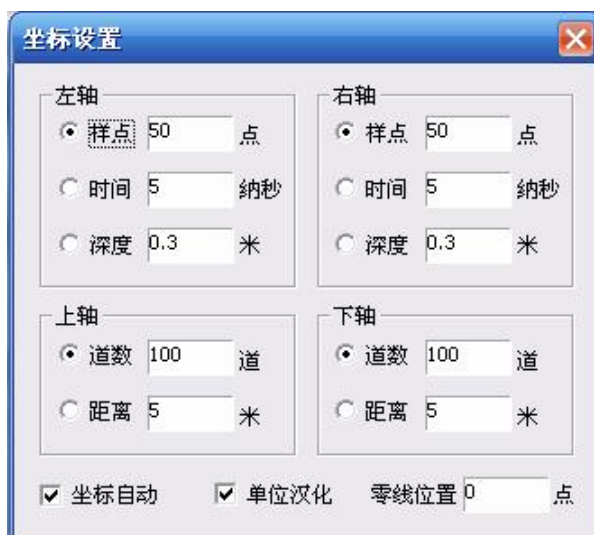 坐标设置
左轴 右轴
样点 50 点 样点 50 点
时间 5 纳秒 时间 5 纳秒
深度 0.3 米 深度 0.3 米
上轴 下轴
道数 100 道 道数 100 道
距离 5 米 距离 5 米
坐标自动 单位汉化 零线位置 0 点